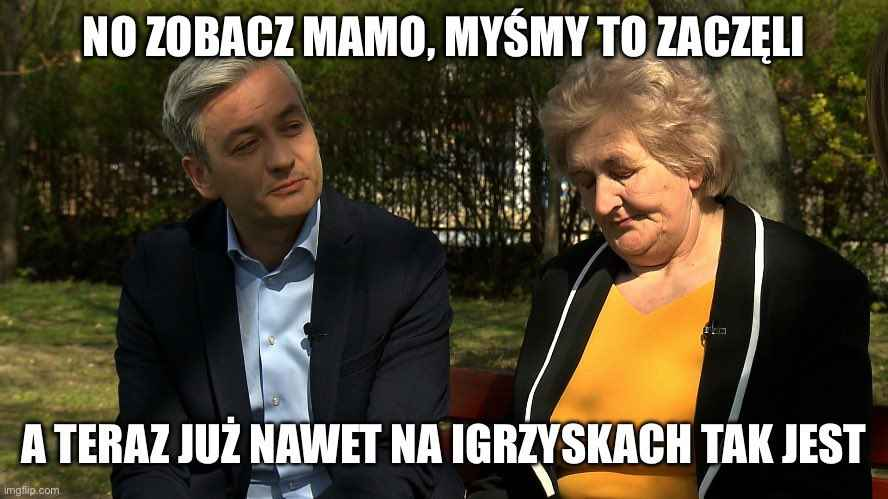 NO ZOBACZ MAMO, MYŚMY TO ZACZĘLI
A TERAZ JUŻ NAWET NA IGRZYSKACH TAK JEST
imgflip.com